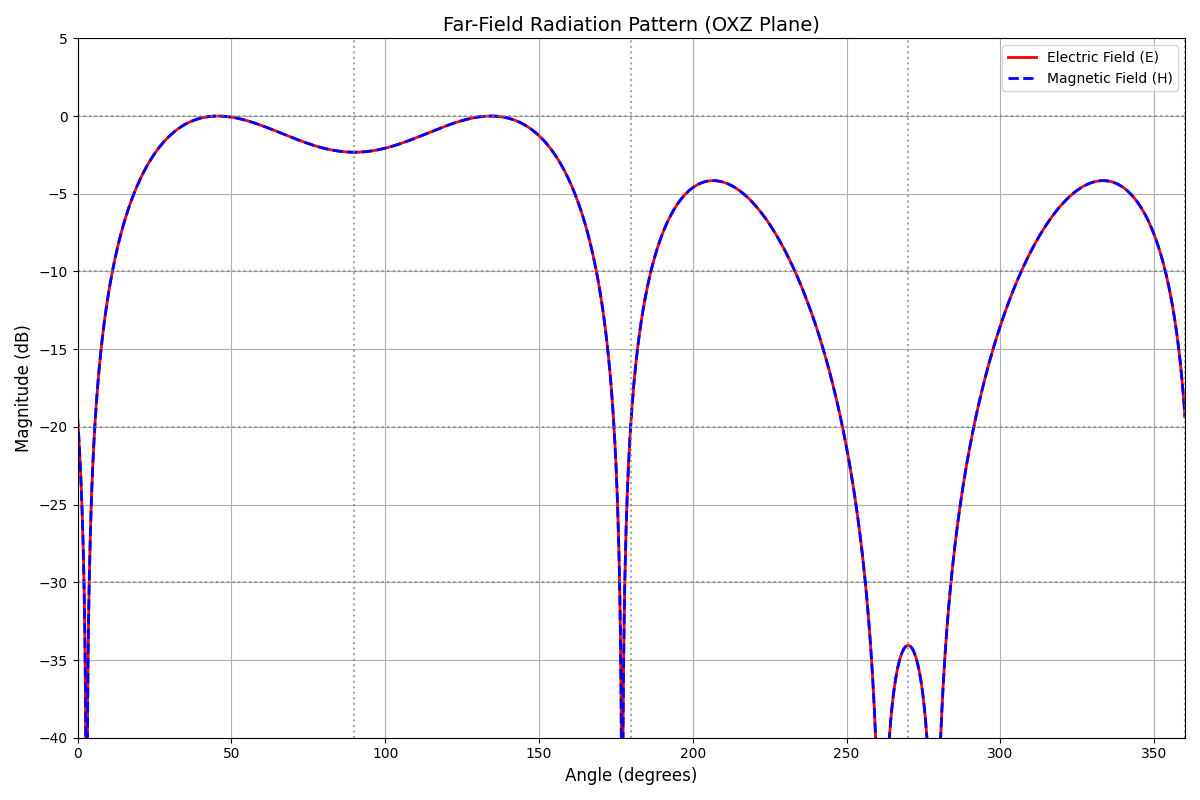 Far-Field Radiation Pattern (OXZ Plane)
Electric Field (E)
Magnetic Field (H)
Magnitude (dB)
5
0
−5
−10
−15
−20
−25
−30
−35
−40
0 50 100 150 200 250 300 350
Angle (degrees)